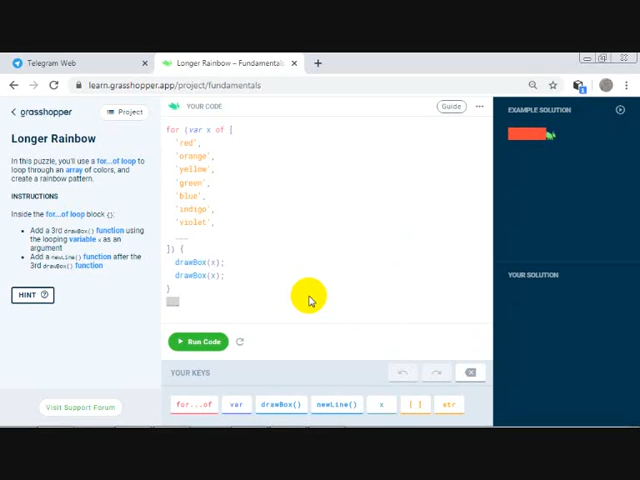 Telegram Web
Longer Rainbow – Fundamentals
learn.grasshopper.app/project/fundamentals
grasshopper
Project
YOUR CODE
Guide
EXAMPLE SOLUTION
Longer Rainbow
In this puzzle, you'll use a for...of loop to
loop through an array of colors, and
create a rainbow pattern.
INSTRUCTIONS
Inside the for...of loop block {}:
Add a 3rd drawBox() function using
the looping variable x as an
argument
Add a newLine() function after the
3rd drawBox() function
HINT
Visit Support Forum
for (var x of [
'red',
'orange',
'yellow',
'green',
'blue',
'indigo',
'violet',
]) {
drawBox(x);
drawBox(x);
}
Run Code
YOUR KEYS
for...of
var
drawBox()
newLine()
x
[ ]
str
YOUR SOLUTION